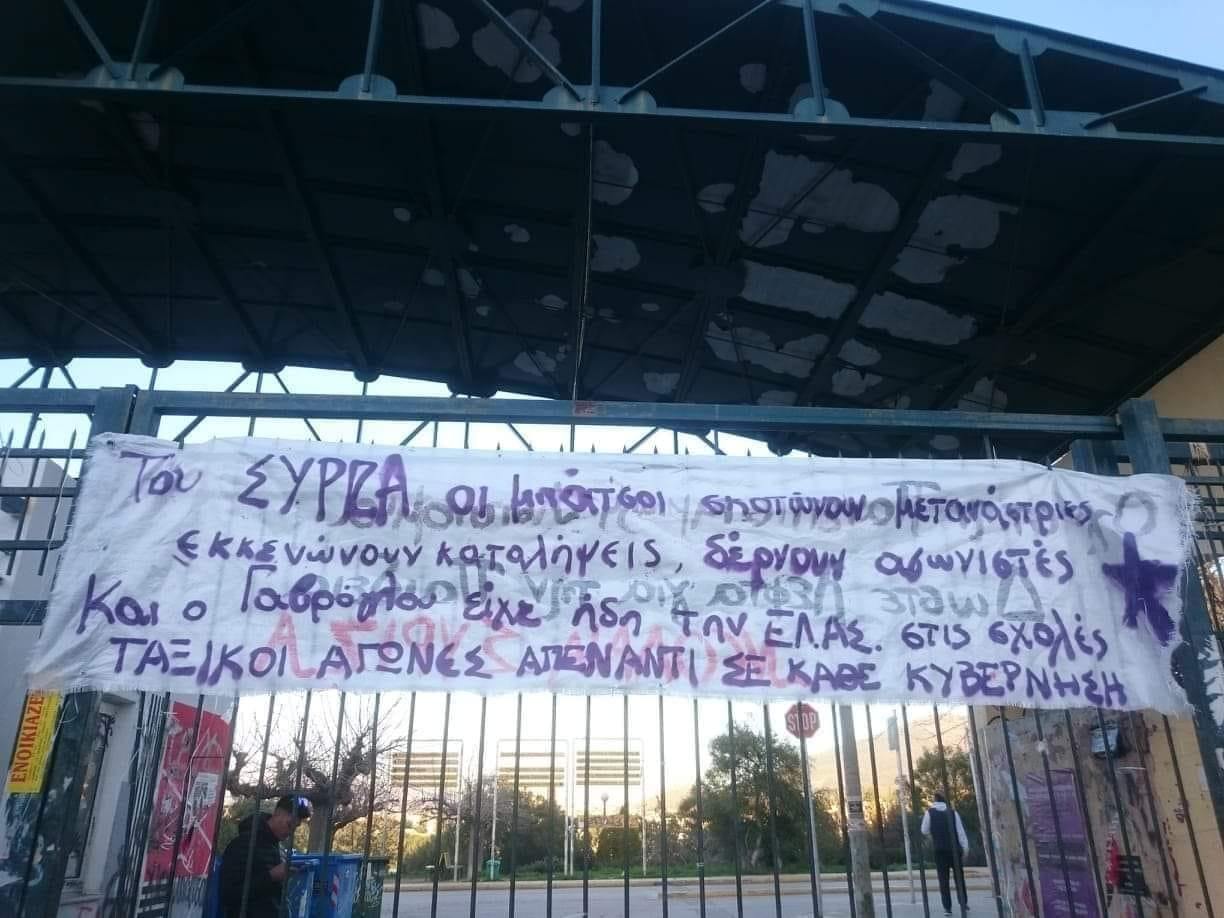 Του ΣΥΡΙΖΑ οι μπάτσοι σκοτώνουν μετανάστριες
εκκενώνουν καταλήψεις, δέρνουν αγωνιστές
Και ο Γαβρόγλου είχε ήδη την ΕΛ.ΑΣ. στις σχολές
ΤΑΞΙΚΟΙ ΑΓΩΝΕΣ ΑΠΕΝΑΝΤΙ ΣΕ ΚΑΘΕ ΚΥΒΕΡΝΗΣΗ
ΕΝΟΙΚΙΑΖΕ
STOP